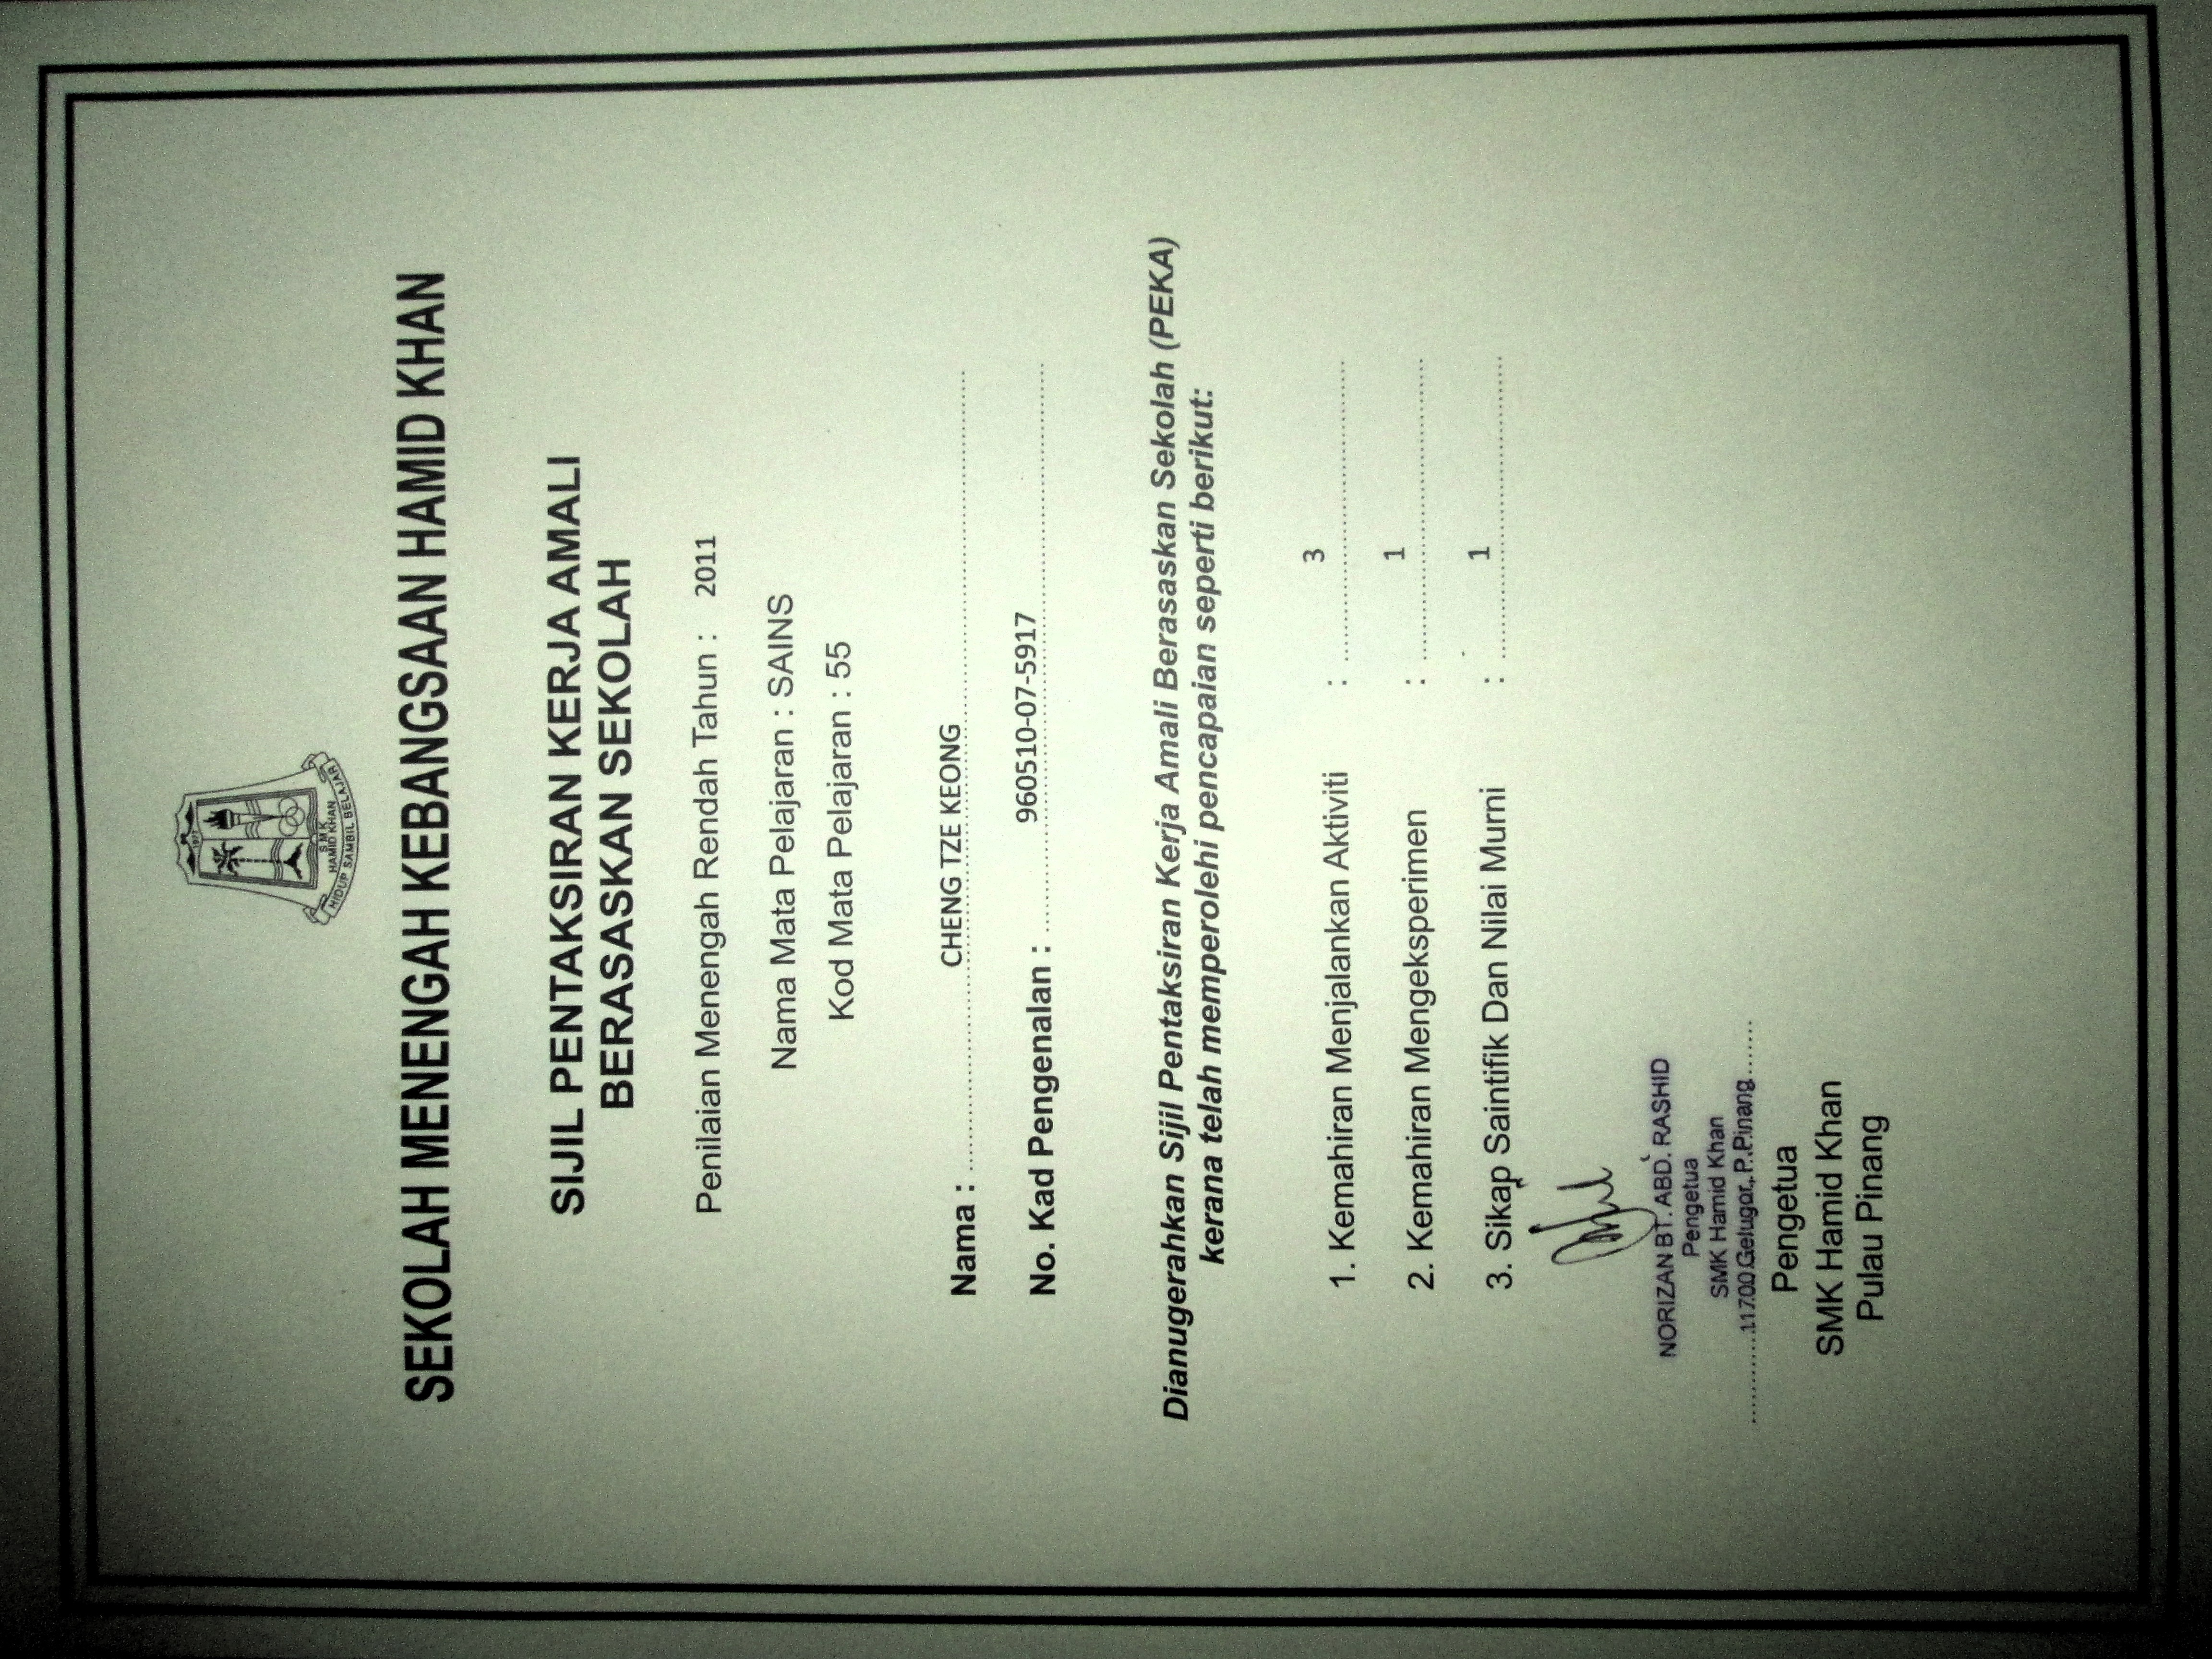 1977
SMK
HAMID KHAN
HIDUP SAMBIL BELAJAR
SEKOLAH MENENGAH KEBANGSAAN HAMID KHAN
SIJIL PENTAKSIRAN KERJA AMALI
BERASASKAN SEKOLAH
Penilaian Menengah Rendah Tahun : 2011
Nama Mata Pelajaran : SAINS
Kod Mata Pelajaran : 55
Nama : CHENG TZE KEONG
No. Kad Pengenalan : 960510-07-5917
Dianugerahkan Sijil Pentaksiran Kerja Amali Berasaskan Sekolah (PEKA)
kerana telah memperolehi pencapaian seperti berikut:
1. Kemahiran Menjalankan Aktiviti : 3
2. Kemahiran Mengeksperimen : 1
3. Sikap Saintifik Dan Nilai Murni : 1
NORIZAN BT. ABD. RASHID
Pengetua
SMK Hamid Khan
11700 Gelugor, P. Pinang
Pengetua
SMK Hamid Khan
Pulau Pinang